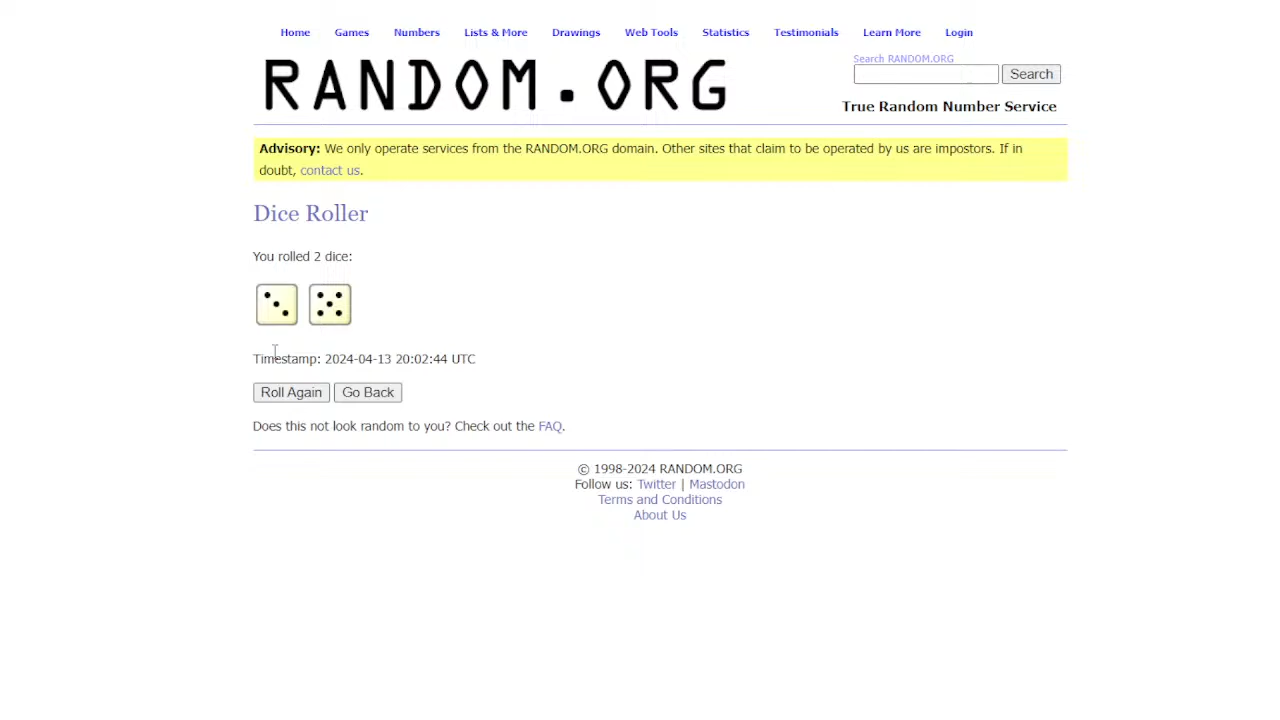 Home Games Numbers Lists & More Drawings Web Tools Statistics Testimonials Learn More Login
RANDOM.ORG
Search RANDOM.ORG
Search
True Random Number Service
Advisory: We only operate services from the RANDOM.ORG domain. Other sites that claim to be operated by us are impostors. If in
doubt, contact us.
Dice Roller
You rolled 2 dice:
Timestamp: 2024-04-13 20:02:44 UTC
Roll Again Go Back
Does this not look random to you? Check out the FAQ.
© 1998-2024 RANDOM.ORG
Follow us: Twitter | Mastodon
Terms and Conditions
About Us